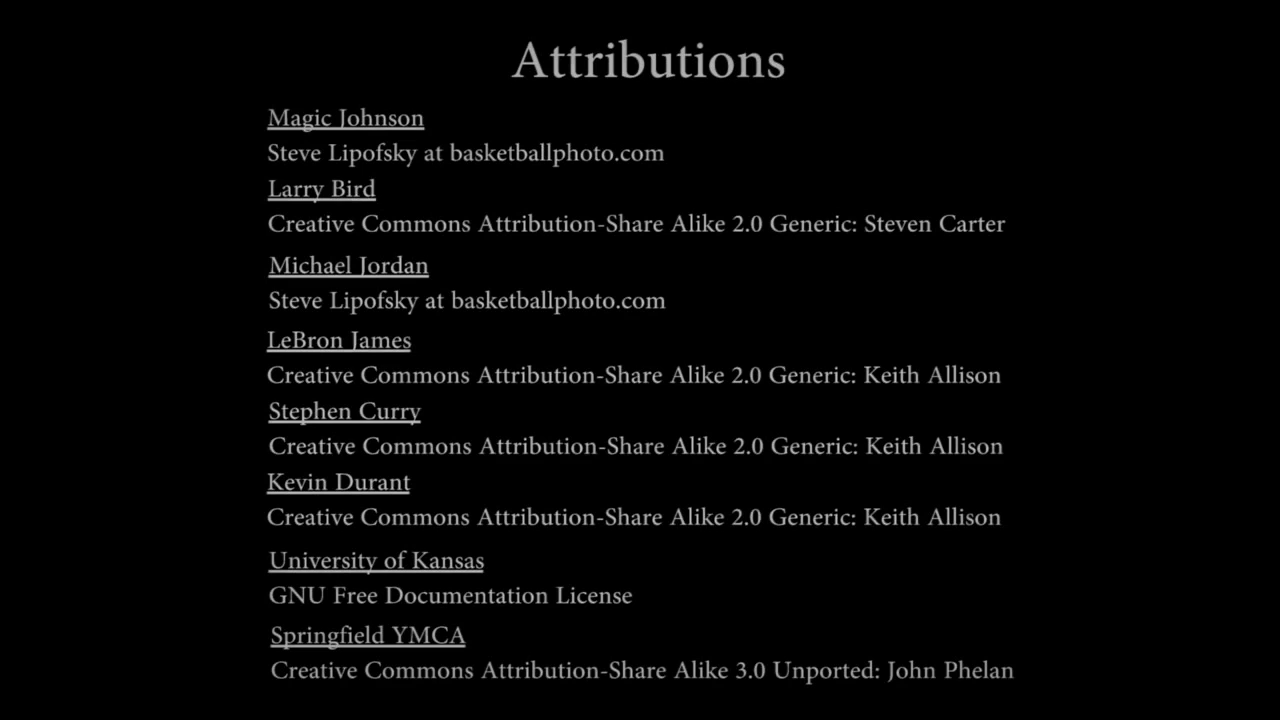 Attributions
Magic Johnson
Steve Lipofsky at basketballphoto.com
Larry Bird
Creative Commons Attribution-Share Alike 2.0 Generic: Steven Carter
Michael Jordan
Steve Lipofsky at basketballphoto.com
LeBron James
Creative Commons Attribution-Share Alike 2.0 Generic: Keith Allison
Stephen Curry
Creative Commons Attribution-Share Alike 2.0 Generic: Keith Allison
Kevin Durant
Creative Commons Attribution-Share Alike 2.0 Generic: Keith Allison
University of Kansas
GNU Free Documentation License
Springfield YMCA
Creative Commons Attribution-Share Alike 3.0 Unported: John Phelan